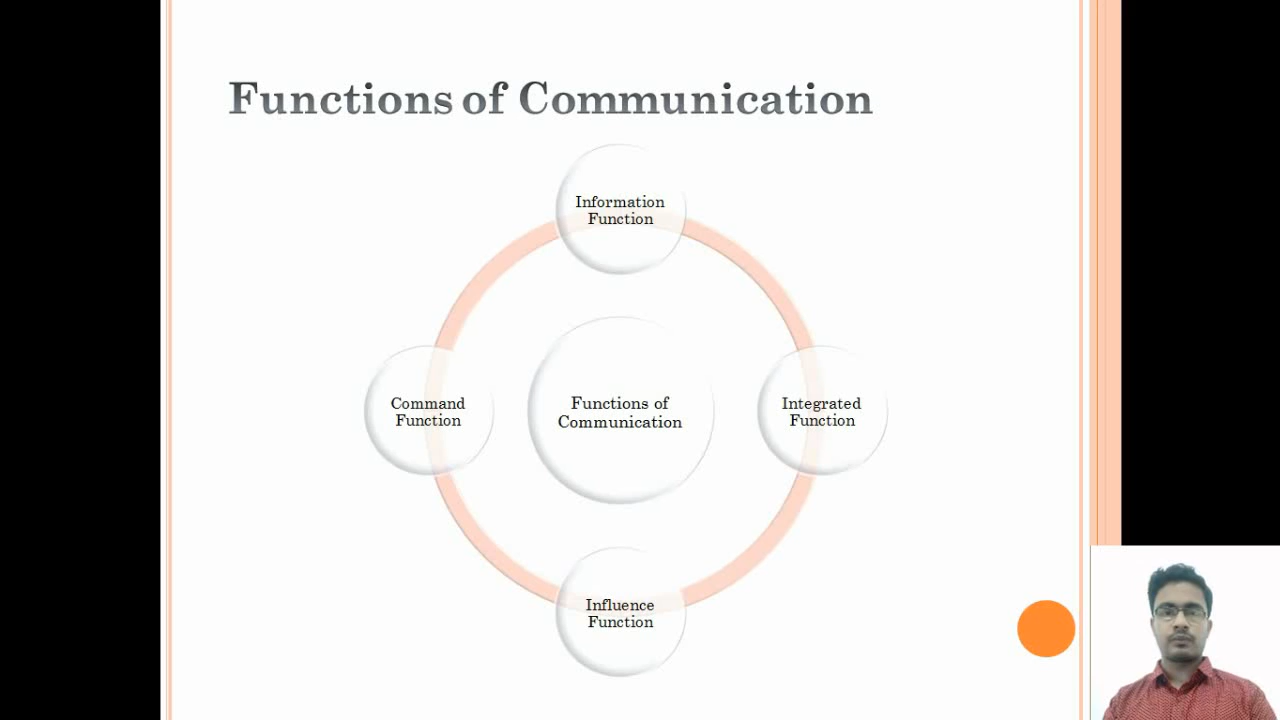 Functions of Communication
Information
Function
Command
Function
Functions of
Communication
Integrated
Function
Influence
Function